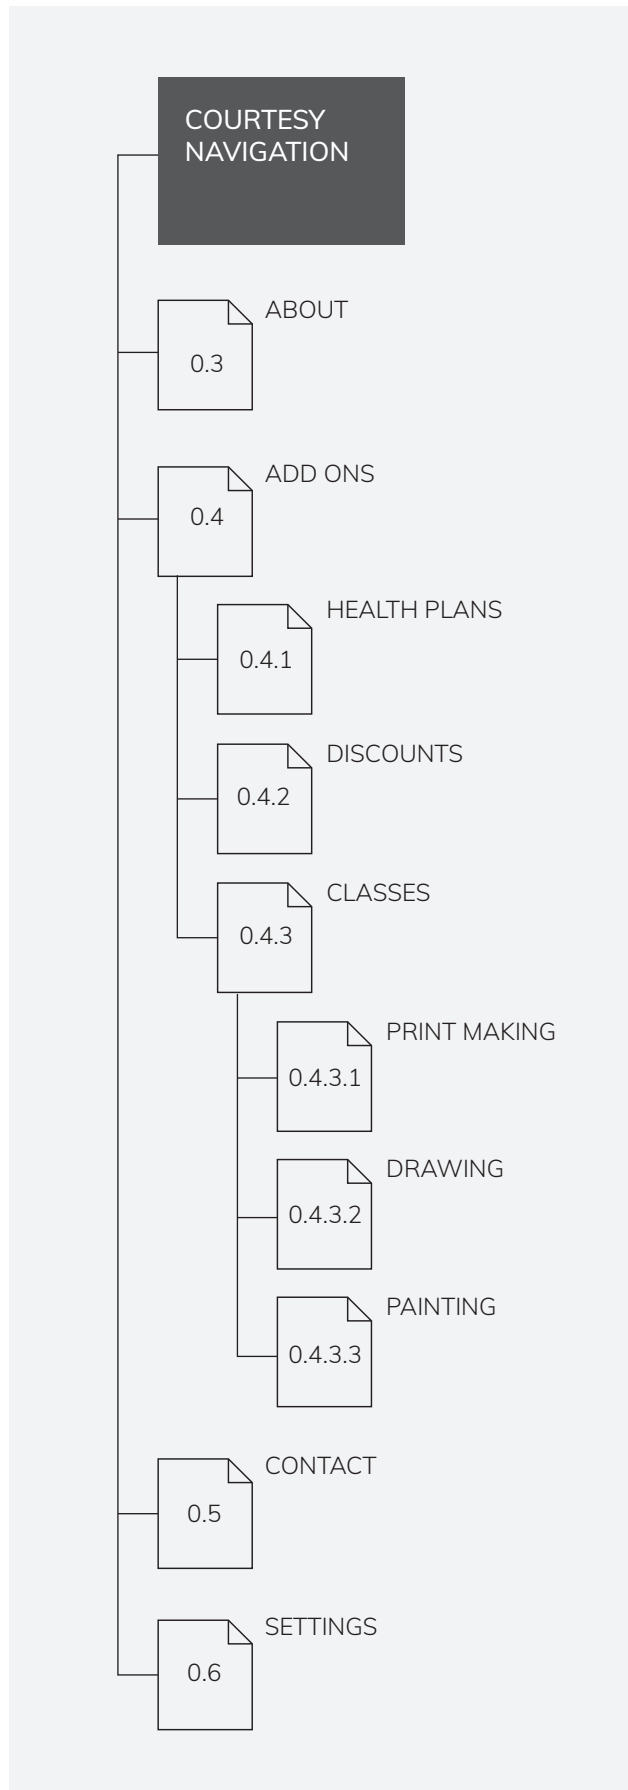 COURTESY
NAVIGATION
ABOUT
0.3
ADD ONS
0.4
HEALTH PLANS
0.4.1
DISCOUNTS
0.4.2
CLASSES
0.4.3
PRINT MAKING
0.4.3.1
DRAWING
0.4.3.2
PAINTING
0.4.3.3
CONTACT
0.5
SETTINGS
0.6